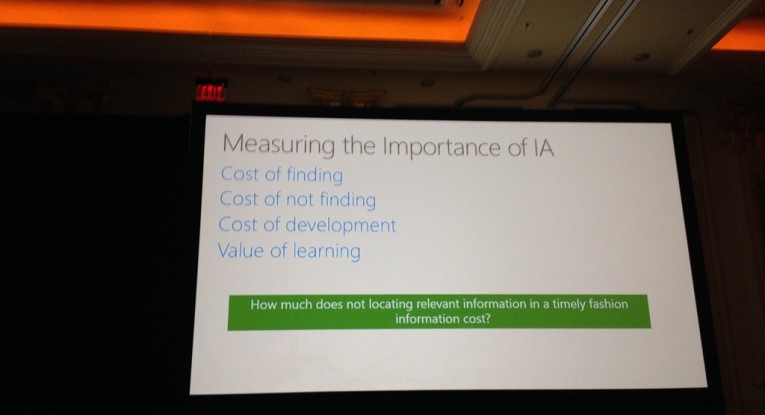 EXIT
Measuring the Importance of IA
Cost of finding
Cost of not finding
Cost of development
Value of learning
How much does not locating relevant information in a timely fashion
information cost?